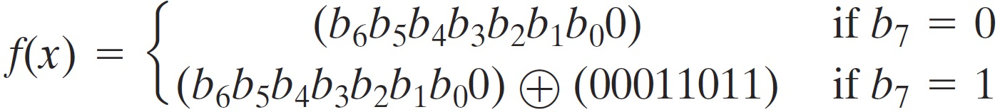 f(x) = { (b₆b₅b₄b₃b₂b₁b₀0) if b₇ = 0
(b₆b₅b₄b₃b₂b₁b₀0) ⊕ (00011011) if b₇ = 1